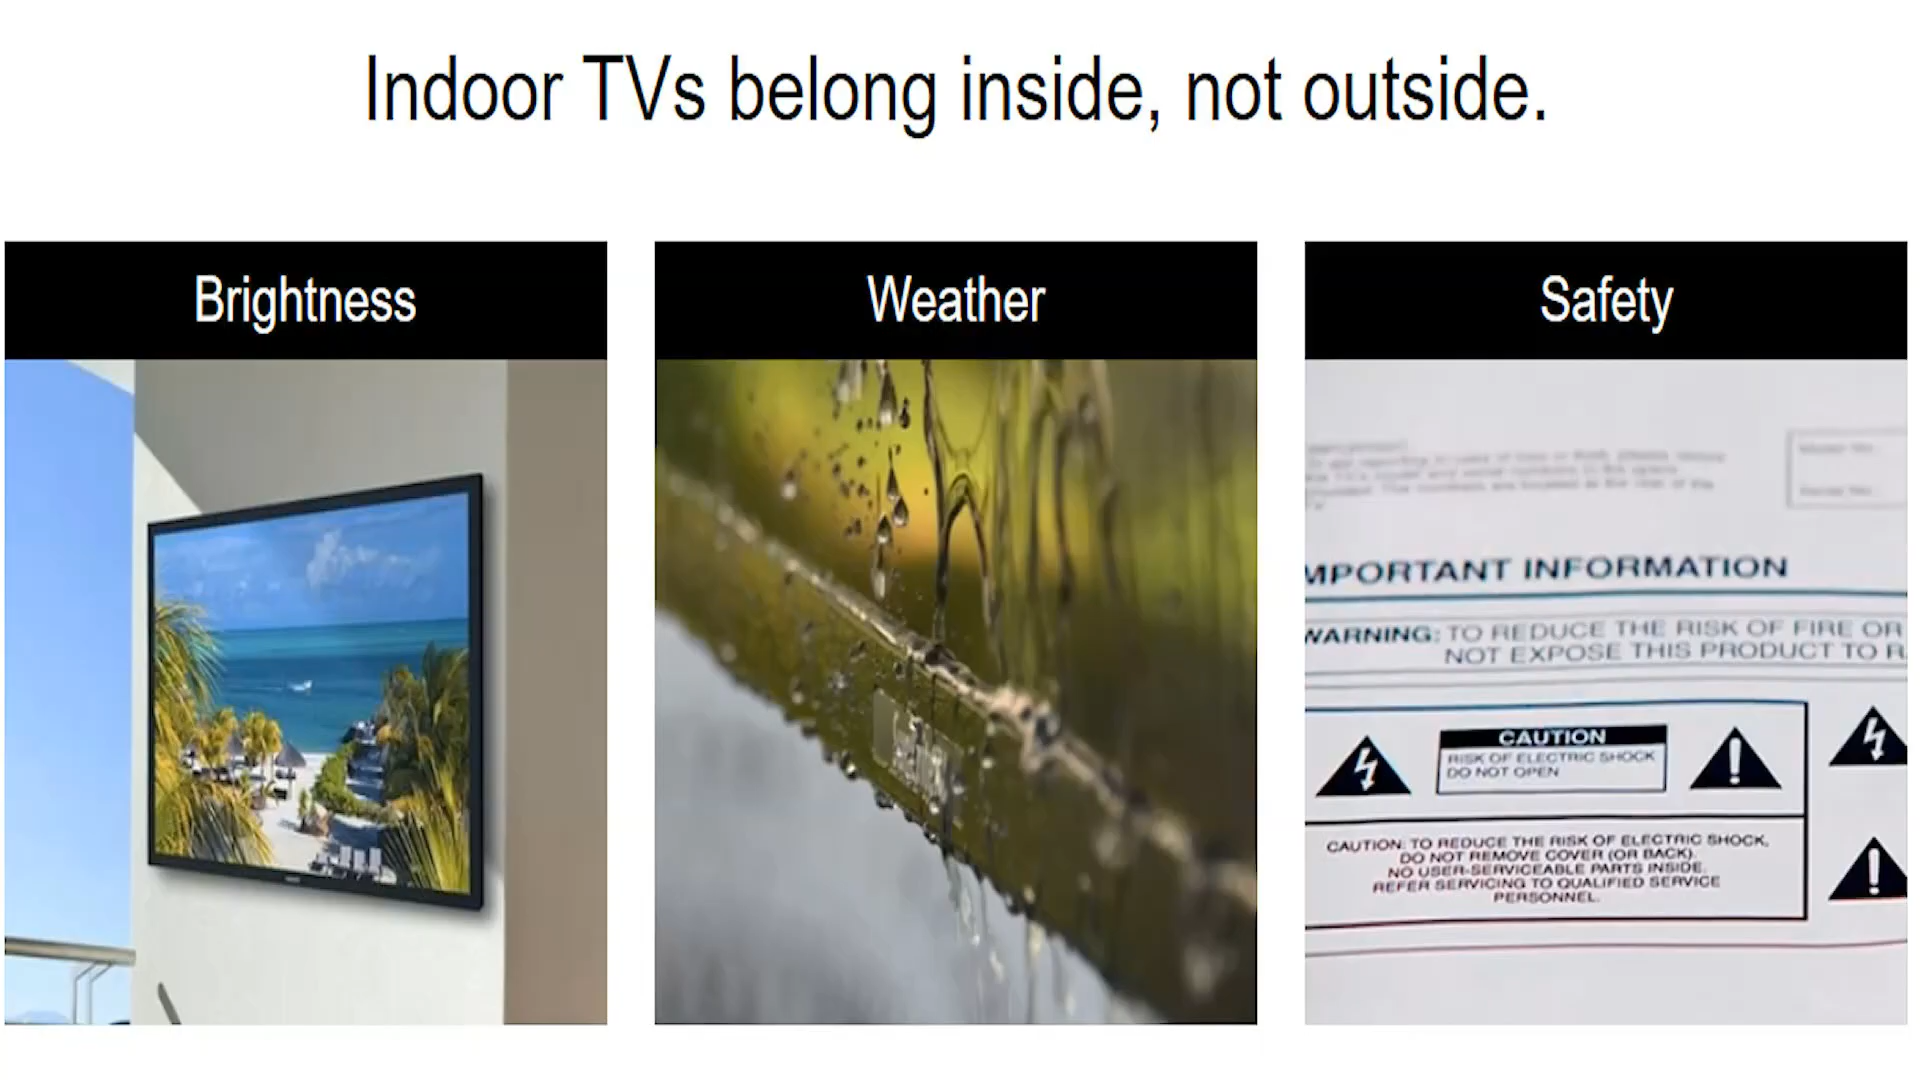 Indoor TVs belong inside, not outside.
Brightness
Weather
Safety
MPORTANT INFORMATION
WARNING: TO REDUCE THE RISK OF FIRE OR
NOT EXPOSE THIS PRODUCT TO R
CAUTION
RISK OF ELECTRIC SHOCK
DO NOT OPEN
CAUTION: TO REDUCE THE RISK OF ELECTRIC SHOCK,
DO NOT REMOVE COVER (OR BACK).
NO USER-SERVICEABLE PARTS INSIDE.
REFER SERVICING TO QUALIFIED SERVICE
PERSONNEL.